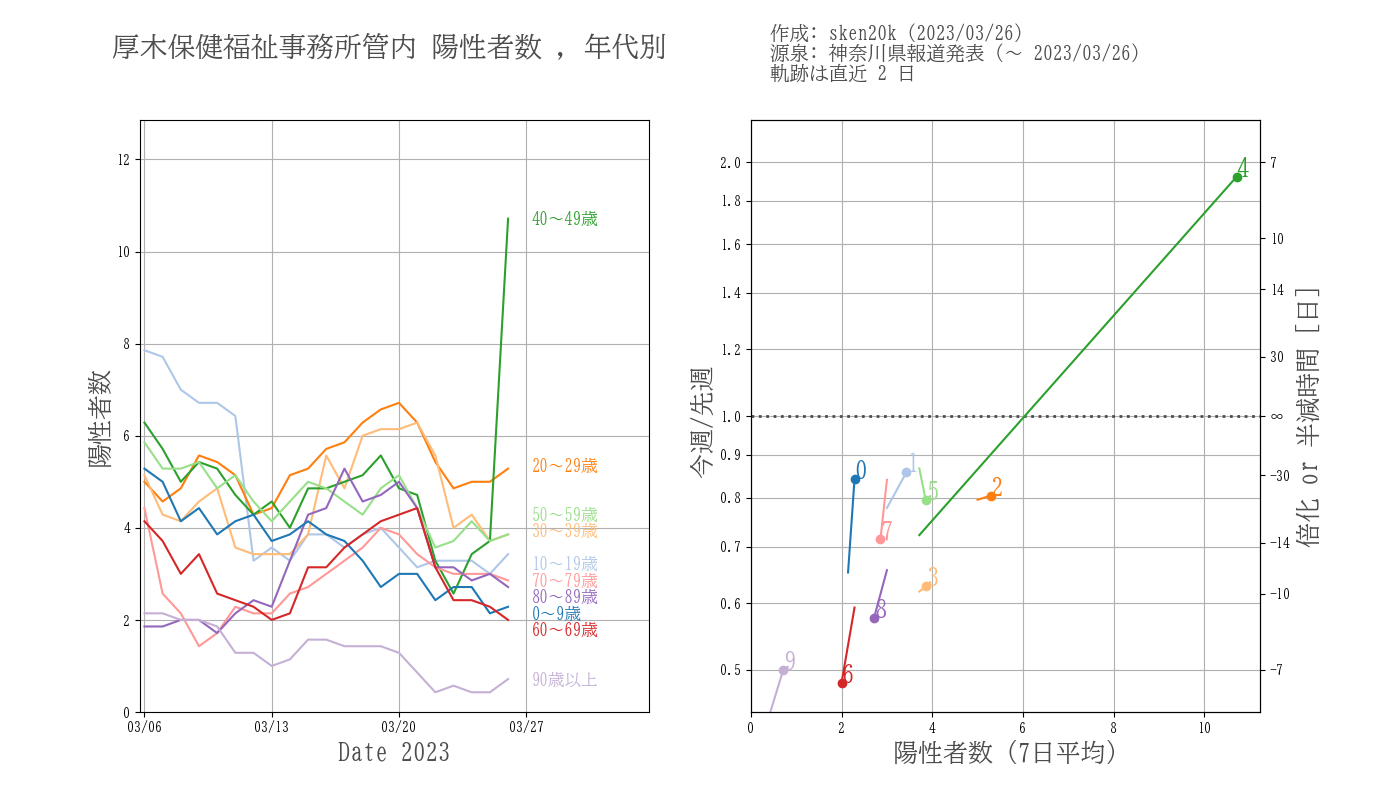 厚木保健福祉事務所管内 陽性者数 , 年代別
作成: sken20k (2023/03/26)
源泉: 神奈川県報道発表 (〜 2023/03/26)
軌跡は直近 2 日
陽性者数
12
10
8
6
4
2
0
03/06
03/13
03/20
03/27
Date 2023
40〜49歳
20〜29歳
50〜59歳
30〜39歳
10〜19歳
70〜79歳
80〜89歳
0〜9歳
60〜69歳
90歳以上
今週/先週
2.0
1.8
1.6
1.4
1.2
1.0
0.9
0.8
0.7
0.6
0.5
0
2
4
6
8
10
陽性者数 (7日平均)
4
0
1
2
5
7
3
8
6
9
7
10
14
30
∞
−30
−14
−10
−7
倍化 or 半減時間 [日]